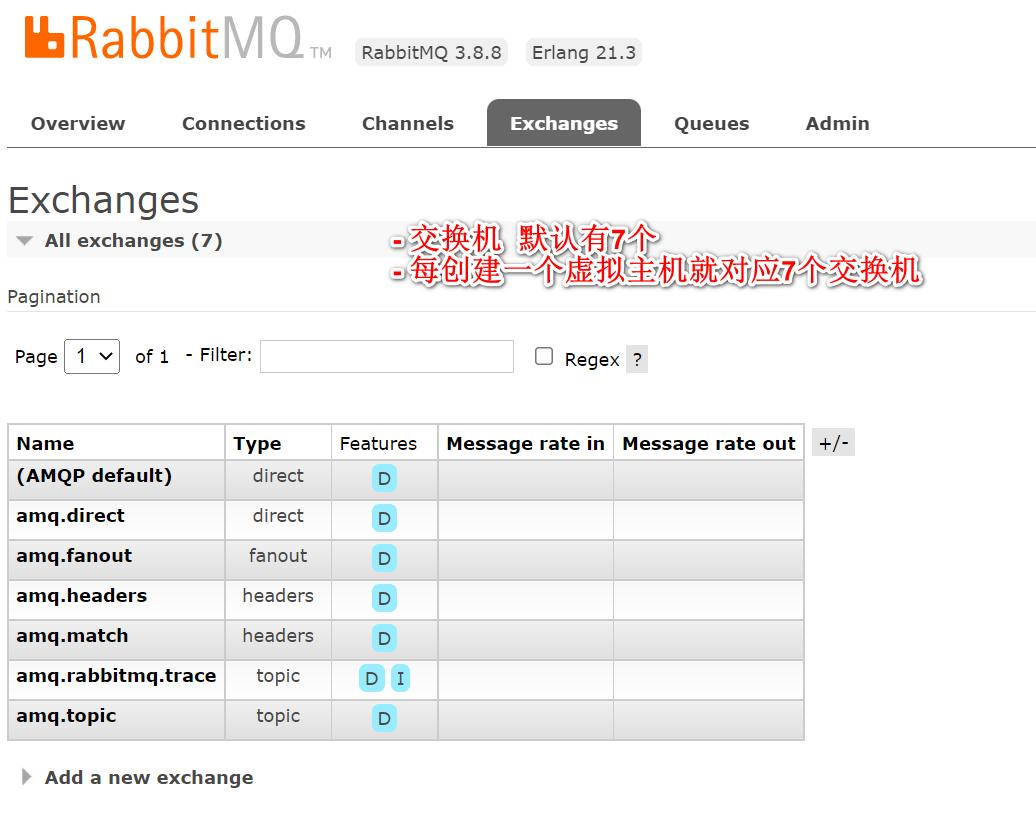 RabbitMQ TM RabbitMQ 3.8.8 Erlang 21.3
Overview Connections Channels Exchanges Queues Admin
Exchanges
All exchanges (7)
- 交换机 默认有7个
- 每创建一个虚拟主机就对应7个交换机
Pagination
Page 1 of 1 - Filter: Regex ?
Name Type Features Message rate in Message rate out +/-
(AMQP default) direct D
amq.direct direct D
amq.fanout fanout D
amq.headers headers D
amq.match headers D
amq.rabbitmq.trace topic D I
amq.topic topic D
Add a new exchange